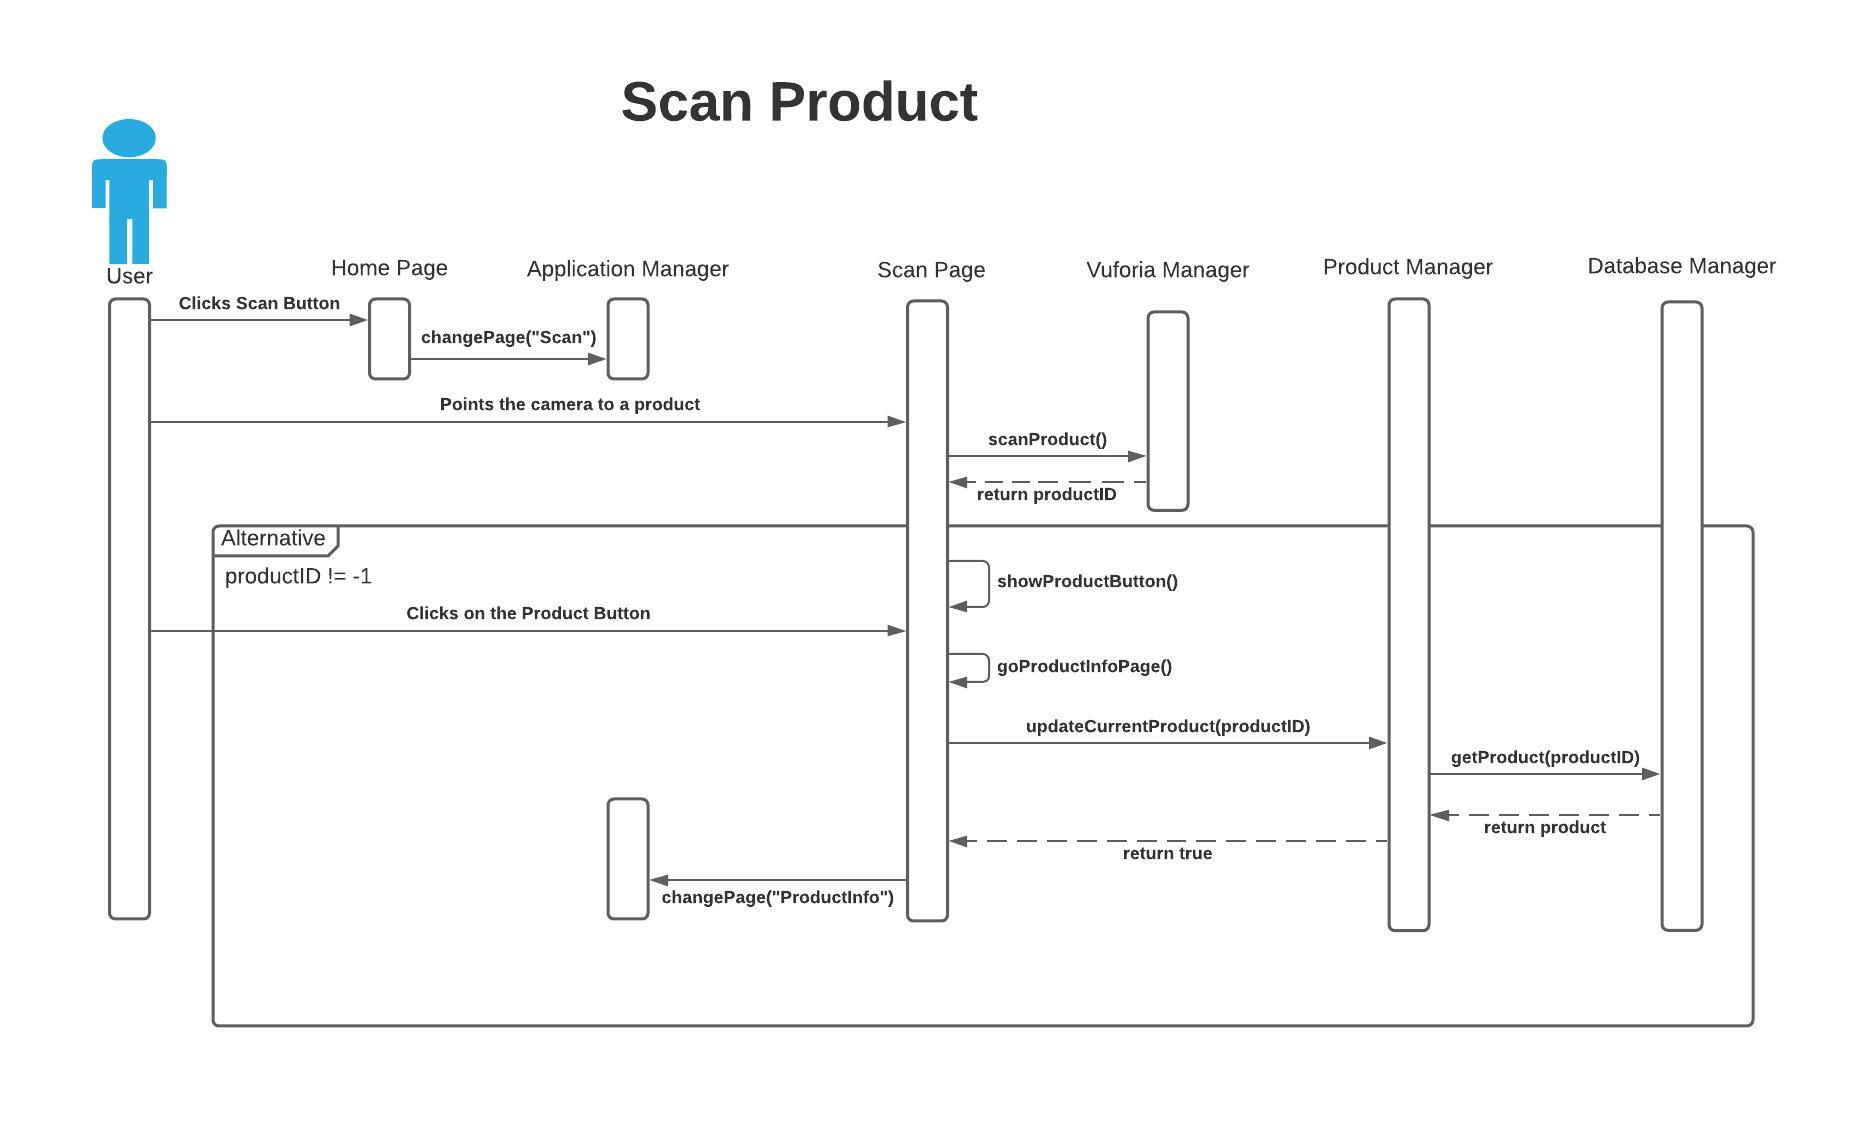 Scan Product
User
Home Page
Application Manager
Scan Page
Vuforia Manager
Product Manager
Database Manager
Clicks Scan Button
changePage("Scan")
Points the camera to a product
scanProduct()
return productID
Alternative
productID != -1
showProductButton()
Clicks on the Product Button
goProductInfoPage()
updateCurrentProduct(productID)
getProduct(productID)
return product
return true
changePage("ProductInfo")